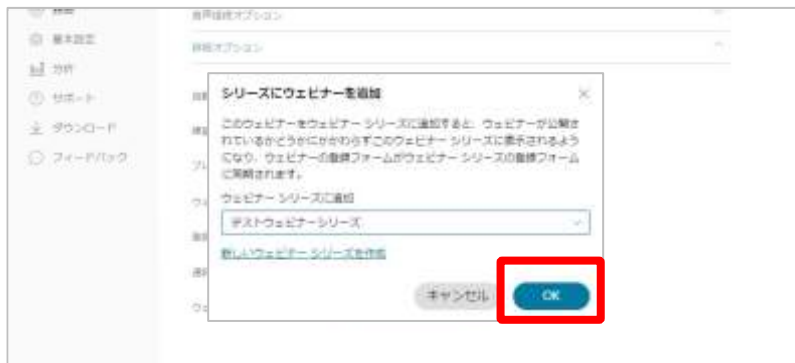 音声接続オプション
基本設定
詳細オプション
分析
サポート
ダウンロード
フィードバック
シリーズにウェビナーを追加
このウェビナーをウェビナー シリーズに追加すると、ウェビナーが公開さ
れているかどうかにかかわらずこのウェビナー シリーズに表示されるよう
になり、ウェビナーの登録フォームがウェビナー シリーズの登録フォーム
に同期されます。
ウェビナー シリーズに追加
テストウェビナーシリーズ
新しいウェビナー シリーズを作成
キャンセル
OK